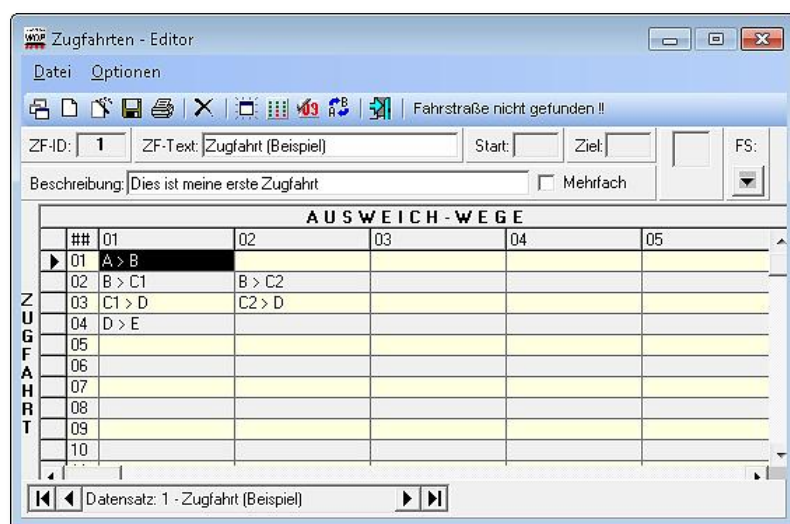 WDP Zugfahrten - Editor
Datei Optionen
09 A B Fahrstraße nicht gefunden !!
ZF-ID: 1 ZF-Text: Zugfahrt (Beispiel) Start: Ziel: FS:
Beschreibung: Dies ist meine erste Zugfahrt Mehrfach
AUSWEICH-WEGE
## 01 02 03 04 05
01 A > B
02 B > C1 B > C2
03 C1 > D C2 > D
04 D > E
05
06
07
08
09
10
ZUGFAHRT
Datensatz: 1 - Zugfahrt (Beispiel)